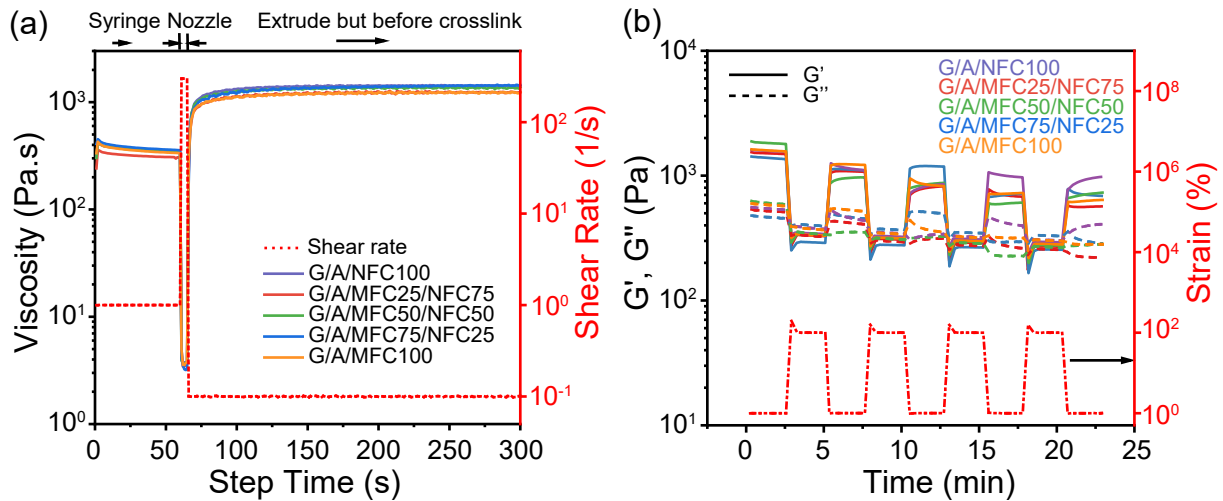 (a)
Syringe Nozzle Extrude but before crosslink
Viscosity (Pa.s)
10³
10²
10¹
10⁰
Shear Rate (1/s)
10²
10¹
10⁰
10⁻¹
Shear rate
G/A/NFC100
G/A/MFC25/NFC75
G/A/MFC50/NFC50
G/A/MFC75/NFC25
G/A/MFC100
0 50 100 150 200 250 300
Step Time (s)
(b)
G', G'' (Pa)
10⁴
10³
10²
10¹
G'
G''
G/A/NFC100
G/A/MFC25/NFC75
G/A/MFC50/NFC50
G/A/MFC75/NFC25
G/A/MFC100
Strain (%)
10⁸
10⁶
10⁴
10²
10⁰
0 5 10 15 20 25
Time (min)